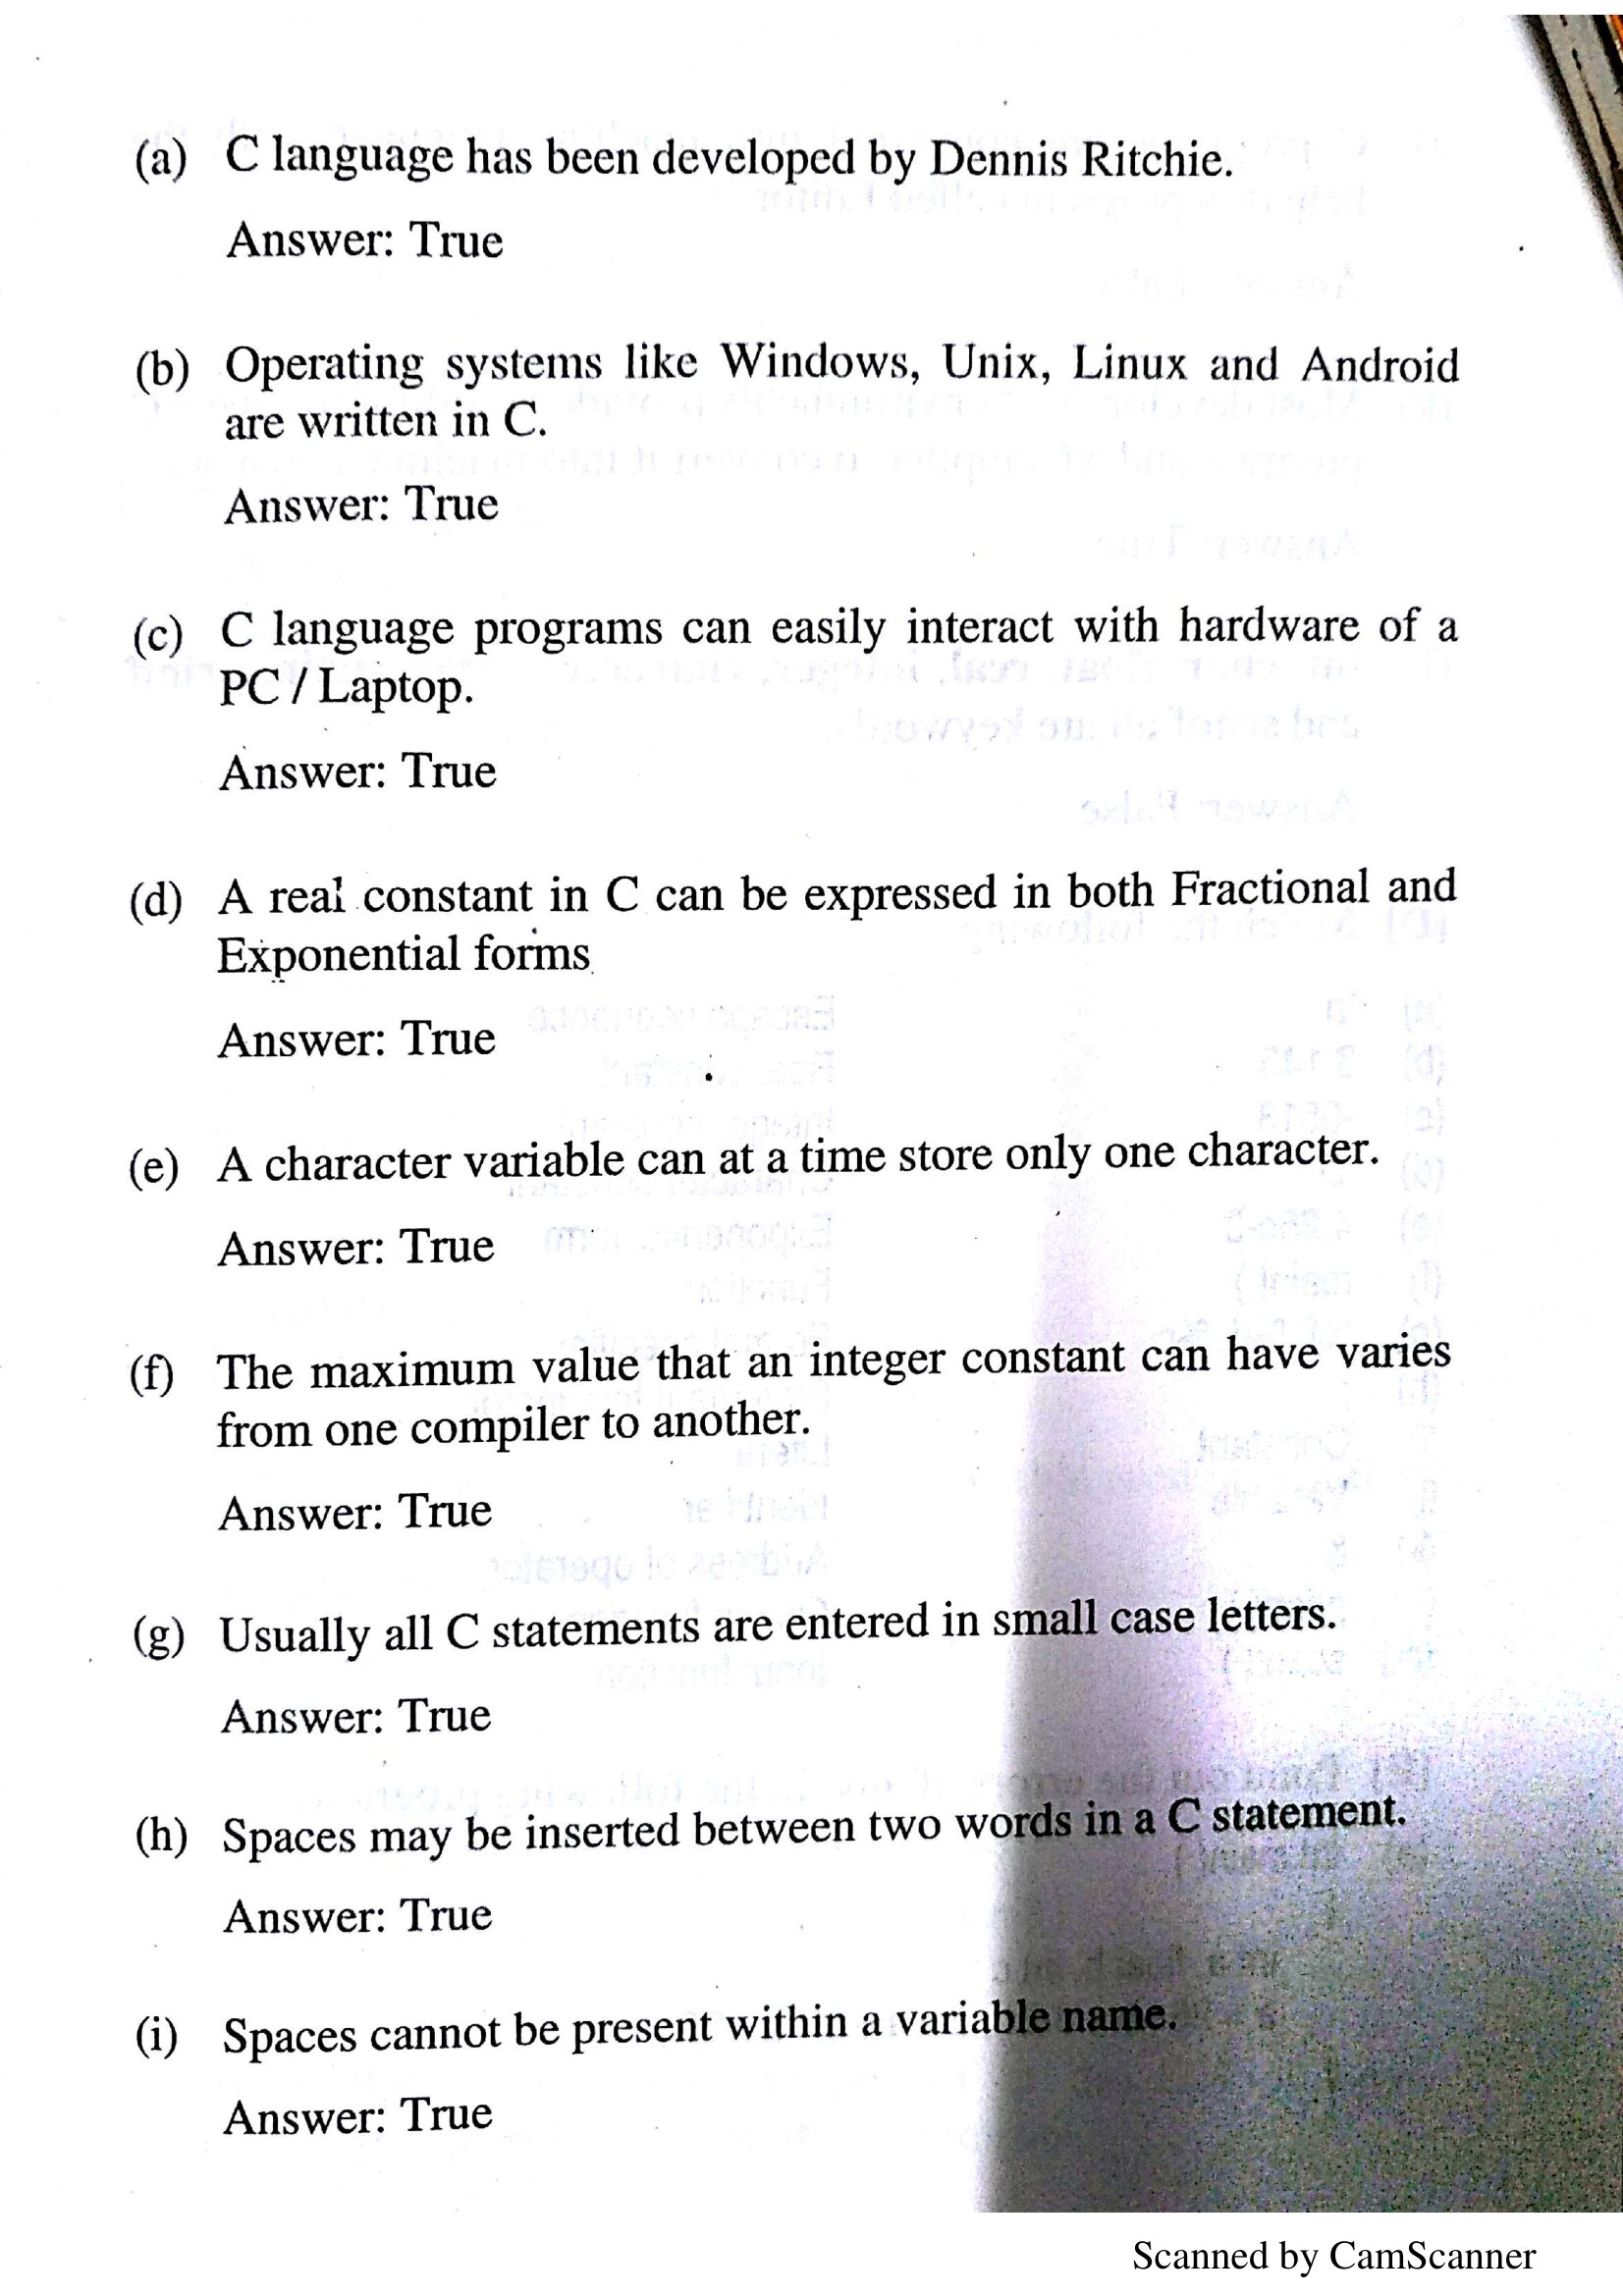 (a) C language has been developed by Dennis Ritchie.
Answer: True
(b) Operating systems like Windows, Unix, Linux and Android
are written in C.
Answer: True
(c) C language programs can easily interact with hardware of a
PC / Laptop.
Answer: True
(d) A real constant in C can be expressed in both Fractional and
Exponential forms
Answer: True
(e) A character variable can at a time store only one character.
Answer: True
(f) The maximum value that an integer constant can have varies
from one compiler to another.
Answer: True
(g) Usually all C statements are entered in small case letters.
Answer: True
(h) Spaces may be inserted between two words in a C statement.
Answer: True
(i) Spaces cannot be present within a variable name.
Answer: True
Scanned by CamScanner